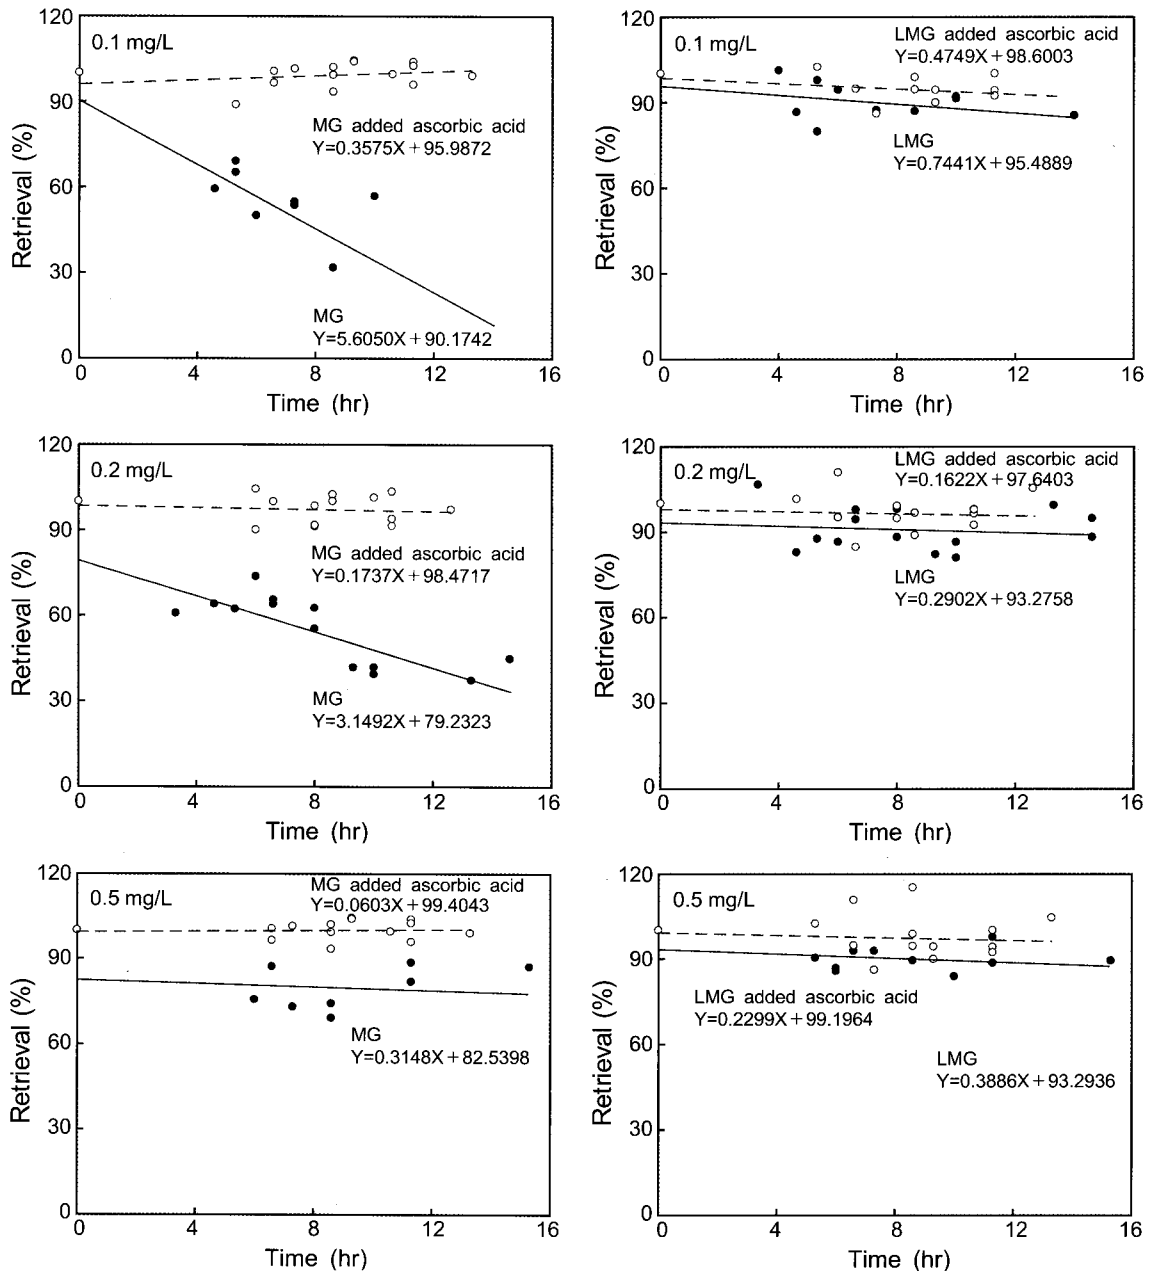 120
90
60
30
0
Retrieval (%)
0.1 mg/L
MG added ascorbic acid
Y=0.3575X+95.9872
MG
Y=5.6050X+90.1742
0 4 8 12 16
Time (hr)
120
90
60
30
0
Retrieval (%)
0.1 mg/L
LMG added ascorbic acid
Y=0.4749X+98.6003
LMG
Y=0.7441X+95.4889
0 4 8 12 16
Time (hr)
120
90
60
30
0
Retrieval (%)
0.2 mg/L
MG added ascorbic acid
Y=0.1737X+98.4717
MG
Y=3.1492X+79.2323
0 4 8 12 16
Time (hr)
120
90
60
30
0
Retrieval (%)
0.2 mg/L
LMG added ascorbic acid
Y=0.1622X+97.6403
LMG
Y=0.2902X+93.2758
0 4 8 12 16
Time (hr)
120
90
60
30
0
Retrieval (%)
0.5 mg/L
MG added ascorbic acid
Y=0.0603X+99.4043
MG
Y=0.3148X+82.5398
0 4 8 12 16
Time (hr)
120
90
60
30
0
Retrieval (%)
0.5 mg/L
LMG added ascorbic acid
Y=0.2299X+99.1964
LMG
Y=0.3886X+93.2936
0 4 8 12 16
Time (hr)